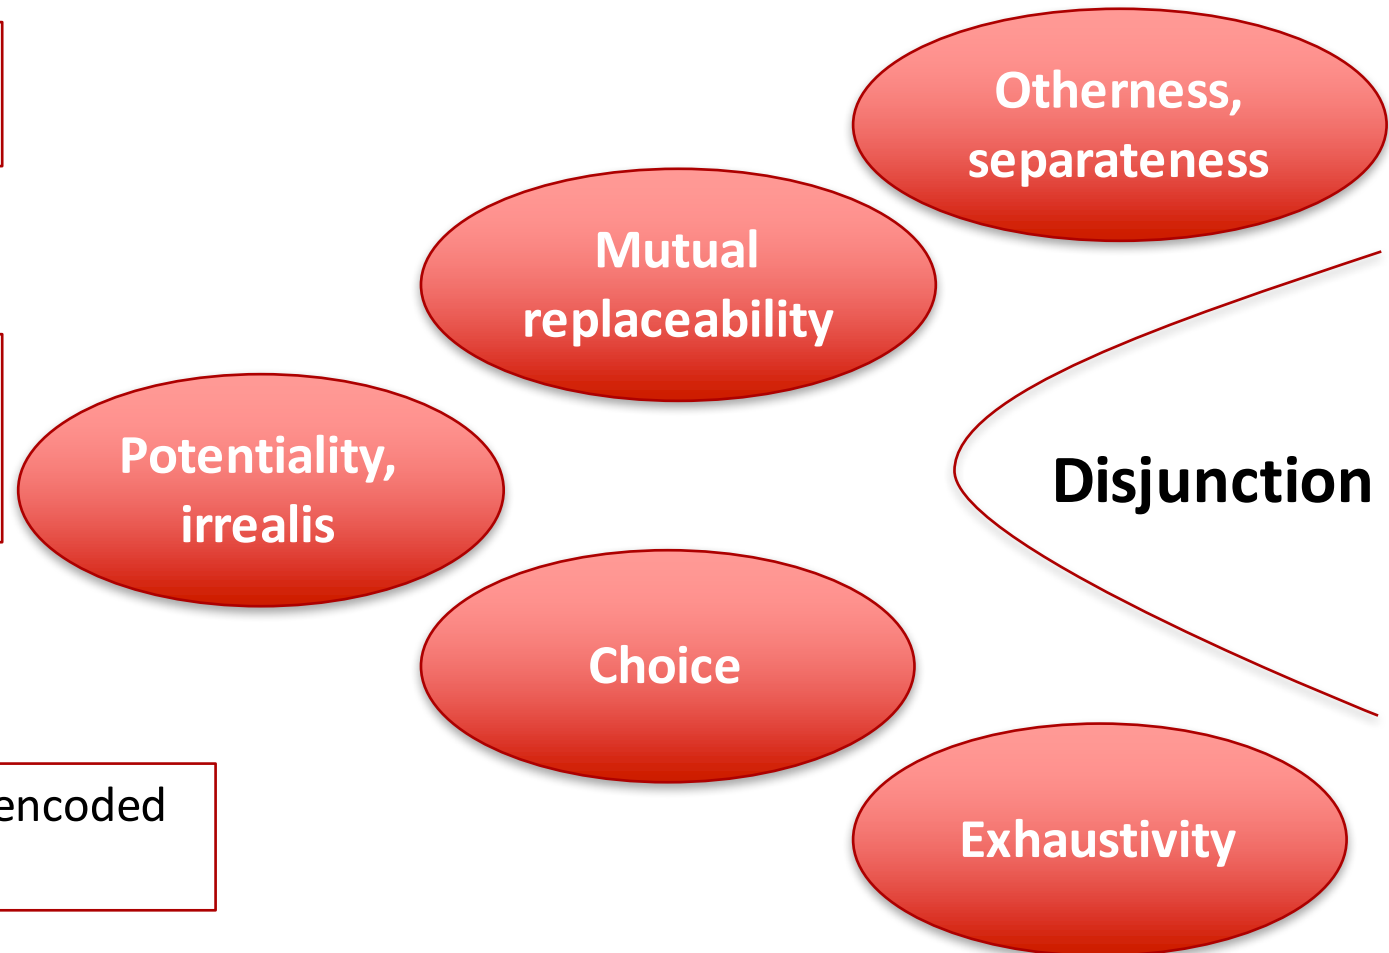 Otherness,
separateness
Mutual
replaceability
Potentiality,
irrealis
Disjunction
Choice
encoded
Exhaustivity